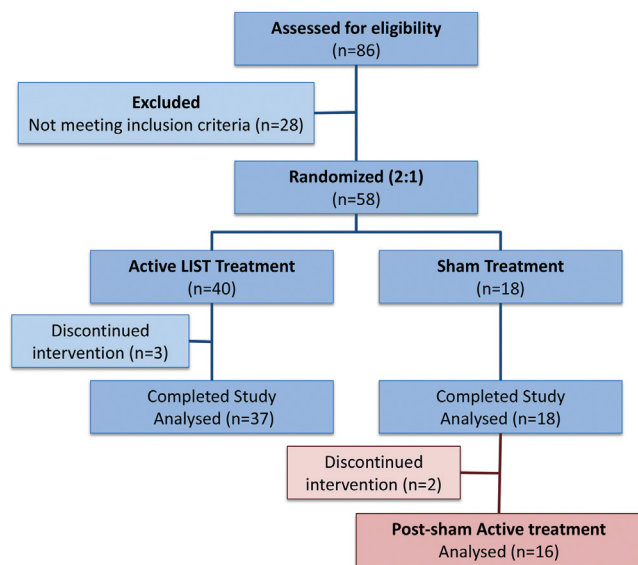 Assessed for eligibility
(n=86)
Excluded
Not meeting inclusion criteria (n=28)
Randomized (2:1)
(n=58)
Active LIST Treatment
(n=40)
Sham Treatment
(n=18)
Discontinued
intervention (n=3)
Completed Study
Analysed (n=37)
Completed Study
Analysed (n=18)
Discontinued
intervention (n=2)
Post-sham Active treatment
Analysed (n=16)